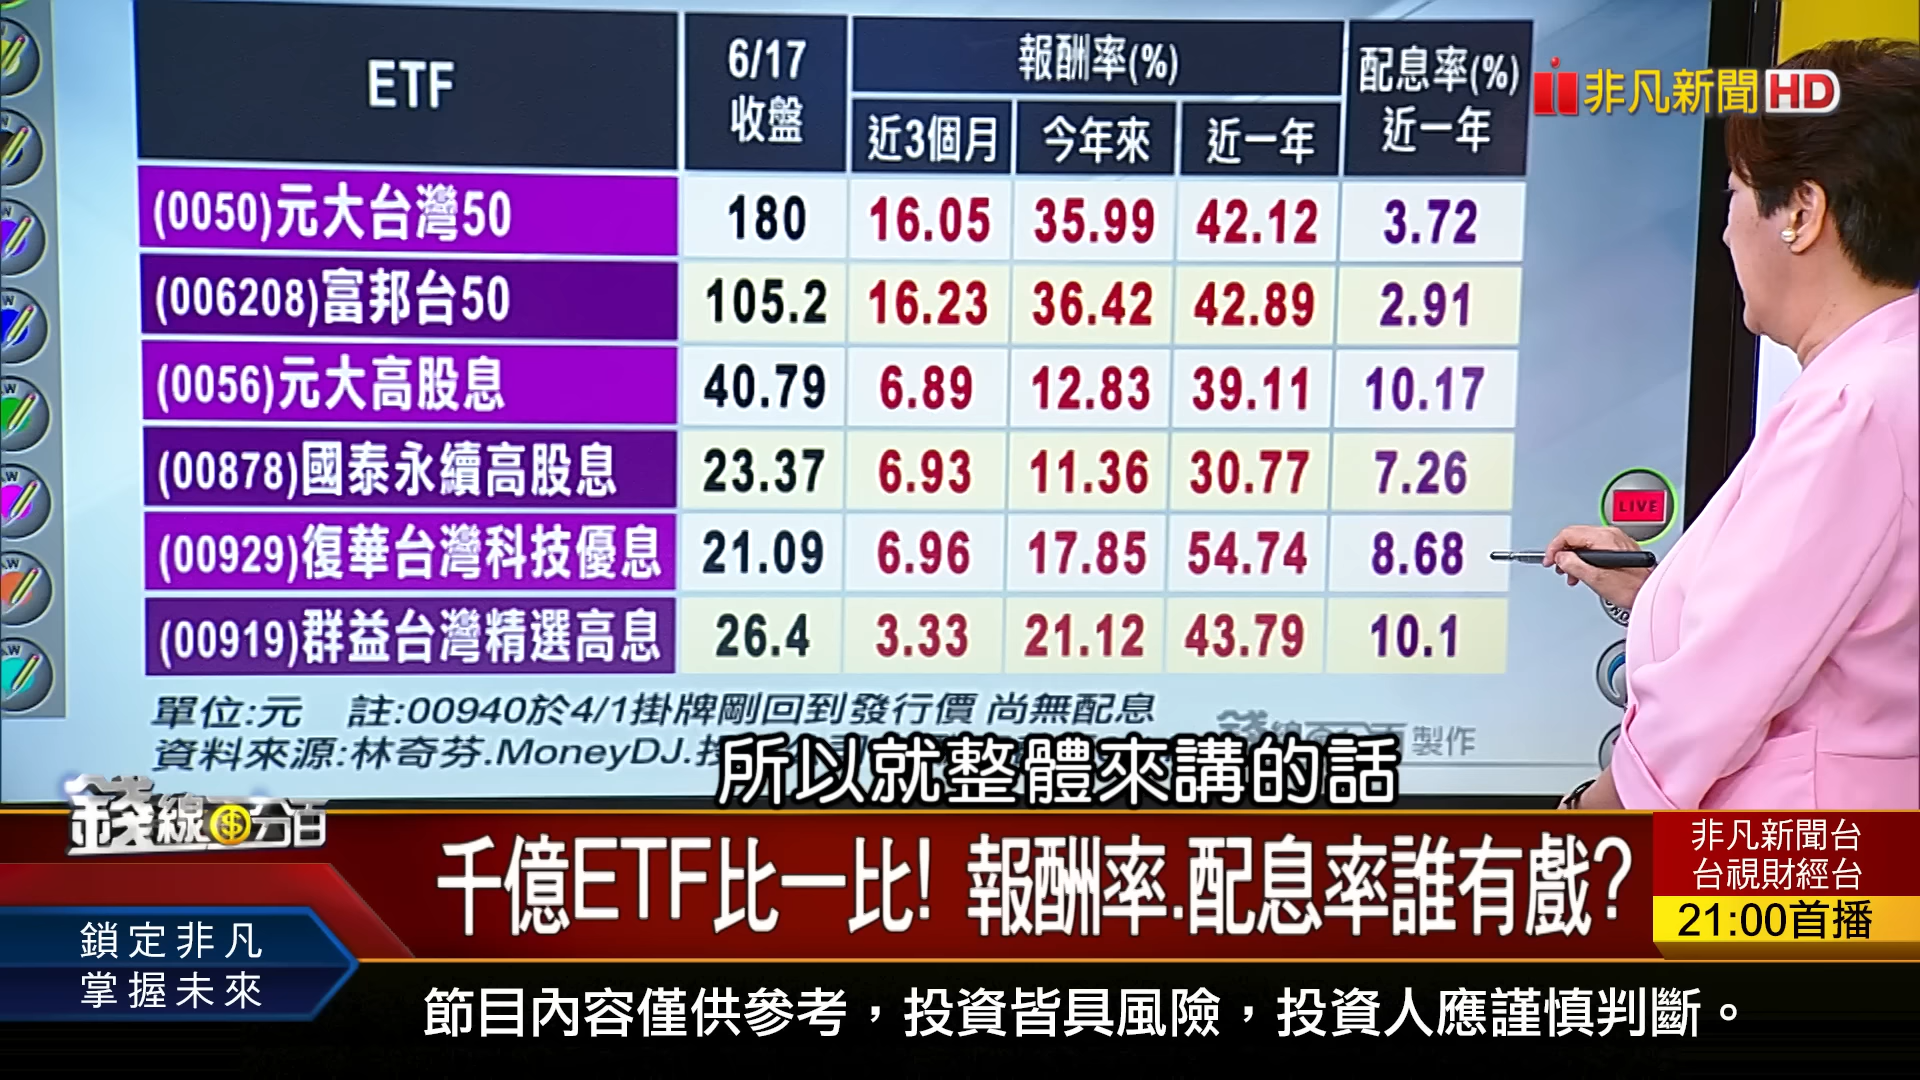 ETF 6/17 收盤 報酬率(%) 配息率(%) 近一年
近3個月 今年來 近一年
非凡新聞HD
(0050)元大台灣50 180 16.05 35.99 42.12 3.72
(006208)富邦台50 105.2 16.23 36.42 42.89 2.91
(0056)元大高股息 40.79 6.89 12.83 39.11 10.17
(00878)國泰永續高股息 23.37 6.93 11.36 30.77 7.26
(00929)復華台灣科技優息 21.09 6.96 17.85 54.74 8.68
(00919)群益台灣精選高息 26.4 3.33 21.12 43.79 10.1
LIVE
單位:元 註:00940於4/1掛牌剛回到發行價 尚無配息
資料來源:林奇芬.MoneyDJ.投
製作
所以就整體來講的話
錢線百分百
千億ETF比一比! 報酬率.配息率誰有戲?
非凡新聞台
台視財經台
21:00首播
鎖定非凡
掌握未來
節目內容僅供參考，投資皆具風險，投資人應謹慎判斷。